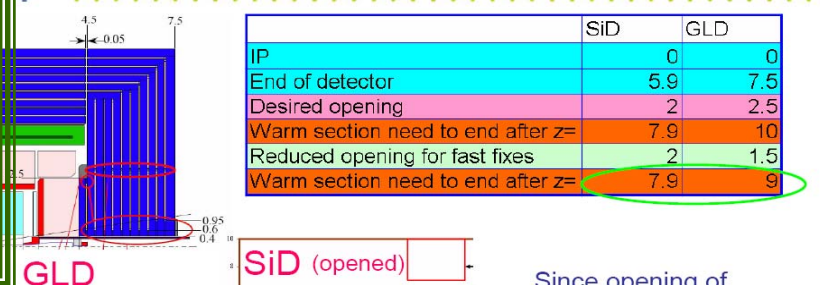 4.5 7.5
0.05
SiD GLD
IP 0 0
End of detector 5.9 7.5
Desired opening 2 2.5
Warm section need to end after z= 7.9 10
Reduced opening for fast fixes 2 1.5
Warm section need to end after z= 7.9 9
0.95
0.6
0.4
GLD
SiD (opened)
Since opening of